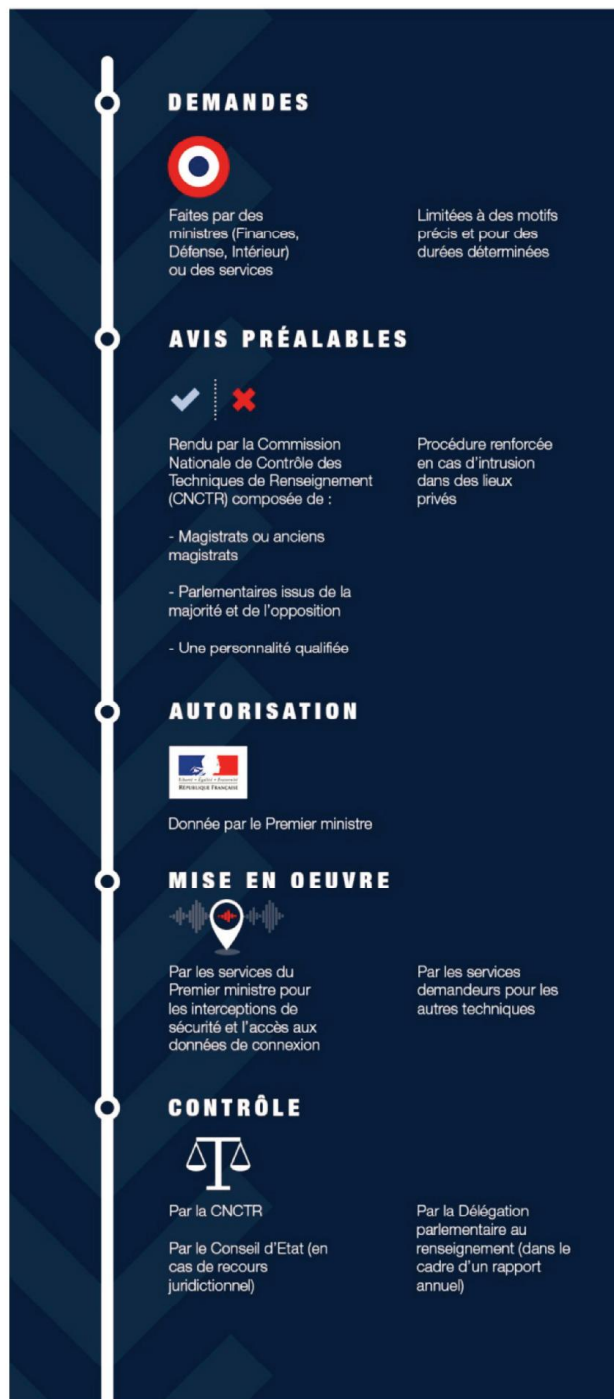 DEMANDES
Faites par des
ministres (Finances,
Défense, Intérieur)
ou des services
Limitées à des motifs
précis et pour des
durées déterminées
AVIS PRÉALABLES
Rendu par la Commission
Nationale de Contrôle des
Techniques de Renseignement
(CNCTR) composée de :
- Magistrats ou anciens
magistrats
- Parlementaires issus de la
majorité et de l'opposition
- Une personnalité qualifiée
Procédure renforcée
en cas d'intrusion
dans des lieux
privés
AUTORISATION
Liberté • Égalité • Fraternité
RÉPUBLIQUE FRANÇAISE
Donnée par le Premier ministre
MISE EN OEUVRE
Par les services du
Premier ministre pour
les interceptions de
sécurité et l'accès aux
données de connexion
Par les services
demandeurs pour les
autres techniques
CONTRÔLE
Par la CNCTR
Par le Conseil d'Etat (en
cas de recours
juridictionnel)
Par la Délégation
parlementaire au
renseignement (dans le
cadre d'un rapport
annuel)